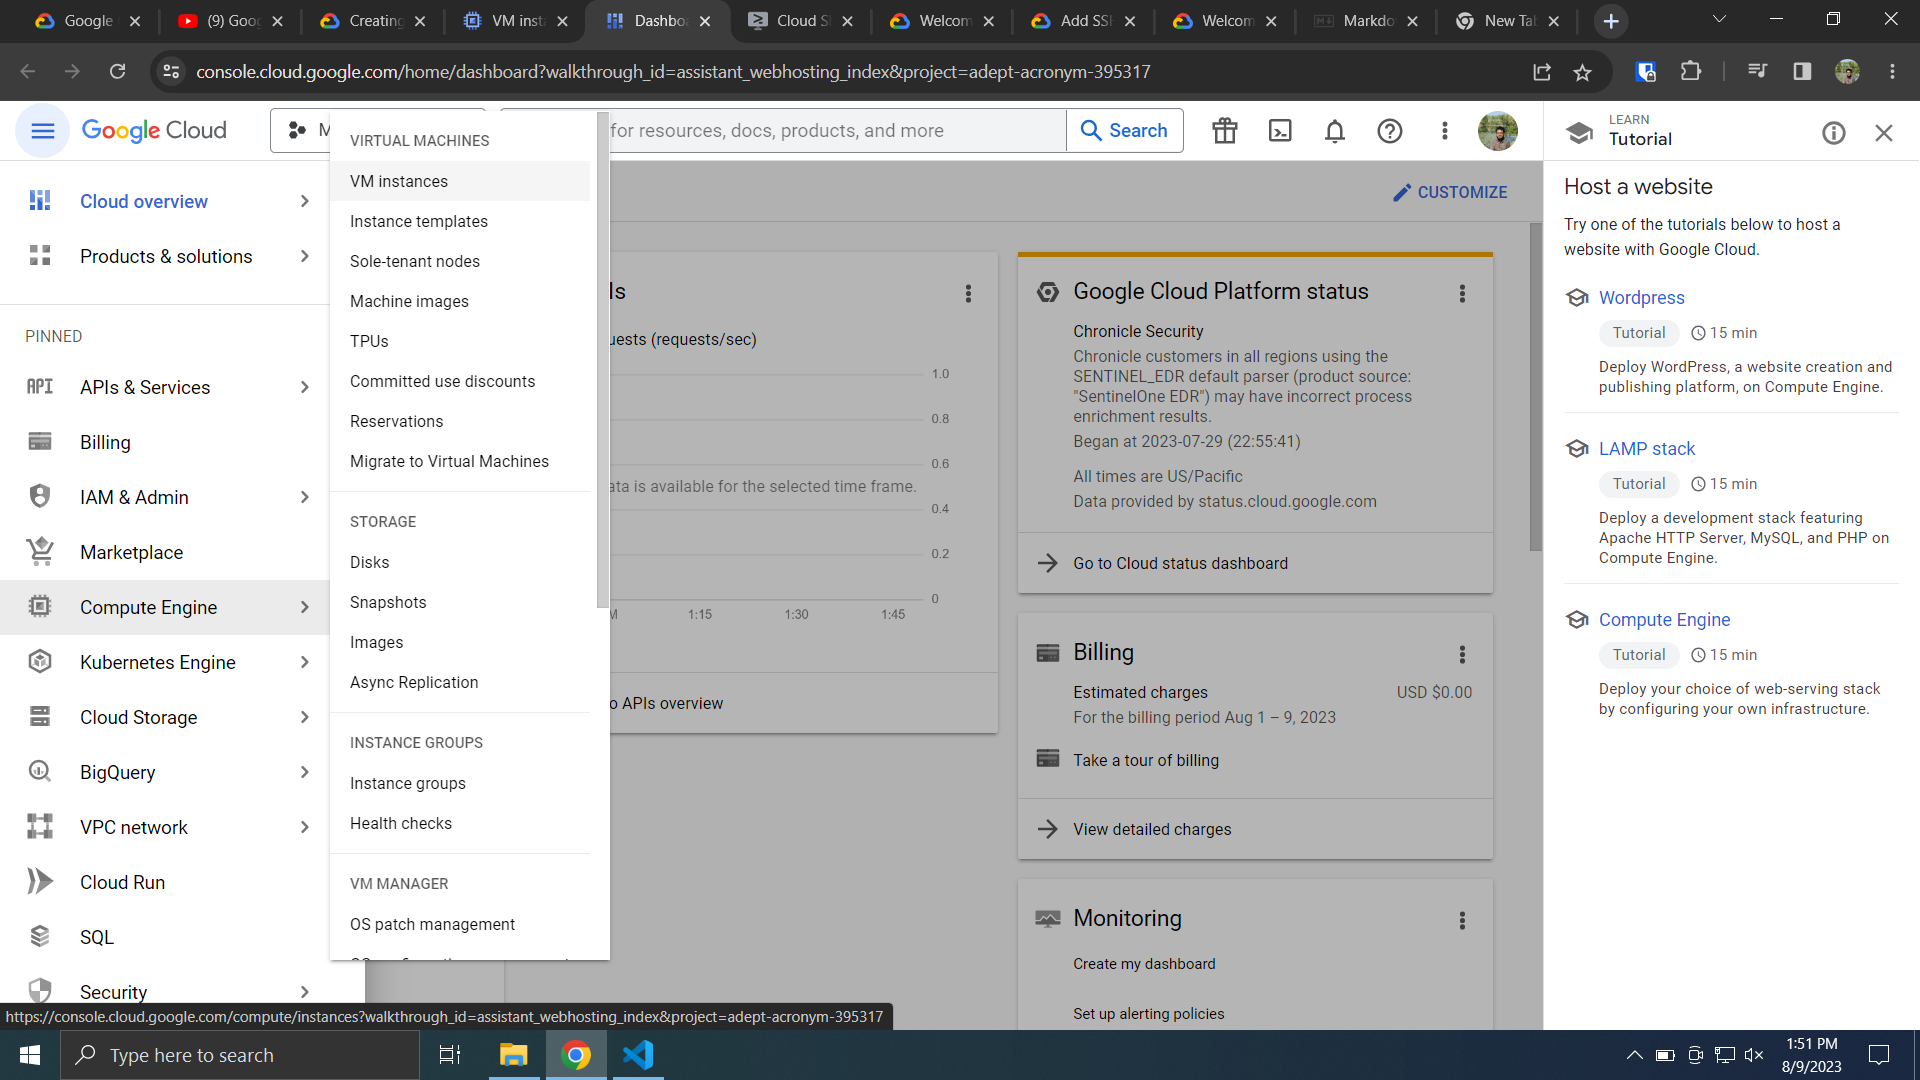 Google
(9) Goo
Creating
VM inst
Dashbo
Cloud S
Welcom
Add SSH
Welcom
Markdo
New Tab
console.cloud.google.com/home/dashboard?walkthrough_id=assistant_webhosting_index&project=adept-acronym-395317
Google Cloud
M
for resources, docs, products, and more
Search
LEARN
Tutorial
Cloud overview
Products & solutions
PINNED
API
APIs & Services
Billing
IAM & Admin
Marketplace
Compute Engine
Kubernetes Engine
Cloud Storage
BigQuery
VPC network
Cloud Run
SQL
Security
VIRTUAL MACHINES
VM instances
Instance templates
Sole-tenant nodes
Machine images
TPUs
Committed use discounts
Reservations
Migrate to Virtual Machines
STORAGE
Disks
Snapshots
Images
Async Replication
INSTANCE GROUPS
Instance groups
Health checks
VM MANAGER
OS patch management
CUSTOMIZE
Is
uests (requests/sec)
1.0
0.8
0.6
ata is available for the selected time frame.
0.4
0.2
0
M
1:15
1:30
1:45
o APIs overview
Google Cloud Platform status
Chronicle Security
Chronicle customers in all regions using the
SENTINEL_EDR default parser (product source:
"SentinelOne EDR") may have incorrect process
enrichment results.
Began at 2023-07-29 (22:55:41)
All times are US/Pacific
Data provided by status.cloud.google.com
Go to Cloud status dashboard
Billing
Estimated charges
USD $0.00
For the billing period Aug 1 – 9, 2023
Take a tour of billing
View detailed charges
Monitoring
Create my dashboard
Set up alerting policies
Host a website
Try one of the tutorials below to host a
website with Google Cloud.
Wordpress
Tutorial
15 min
Deploy WordPress, a website creation and
publishing platform, on Compute Engine.
LAMP stack
Tutorial
15 min
Deploy a development stack featuring
Apache HTTP Server, MySQL, and PHP on
Compute Engine.
Compute Engine
Tutorial
15 min
Deploy your choice of web-serving stack
by configuring your own infrastructure.
https://console.cloud.google.com/compute/instances?walkthrough_id=assistant_webhosting_index&project=adept-acronym-395317
Type here to search
1:51 PM
8/9/2023